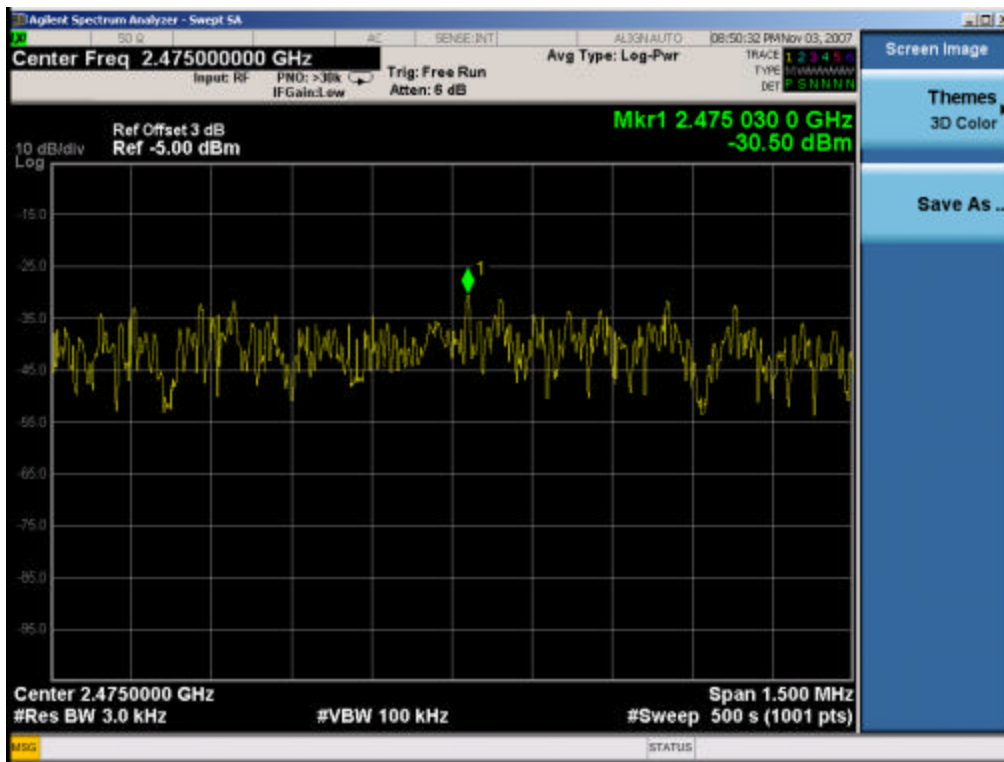 Agilent Spectrum Analyzer - Swept SA
50 Ω AC SENSE:INT ALIGNAUTO 08:50:32 PM Nov 03, 2007
Center Freq 2.475000000 GHz
Input: RF PNO: >30k Trig: Free Run Avg Type: Log-Pwr
IFGain:Low Atten: 6 dB
TRACE 1 2 3 4 5 6
TYPE MWWWWW
DET P S N N N N
Screen Image
Themes
3D Color
Save As ..
Mkr1 2.475 030 0 GHz
-30.50 dBm
Ref Offset 3 dB
10 dB/div Ref -5.00 dBm
Log
-15.0
-25.0
1
-35.0
-45.0
-55.0
-65.0
-75.0
-85.0
-95.0
Center 2.4750000 GHz Span 1.500 MHz
#Res BW 3.0 kHz #VBW 100 kHz #Sweep 500 s (1001 pts)
MSG STATUS